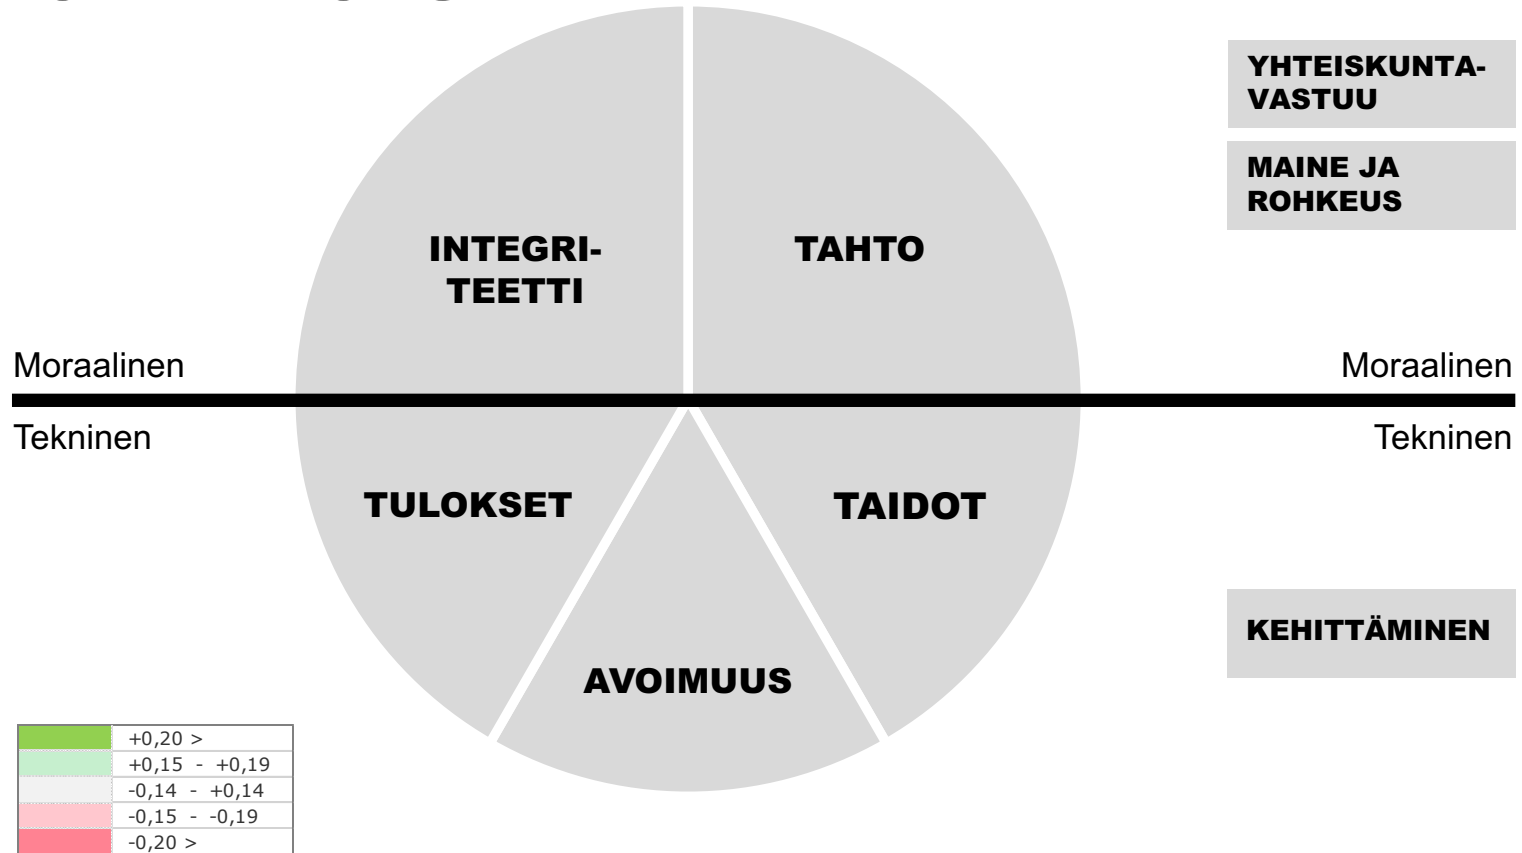 YHTEISKUNTA-
VASTUU
MAINE JA
ROHKEUS
INTEGRI-
TEETTI
TAHTO
Moraalinen
Moraalinen
Tekninen
Tekninen
TULOKSET
TAIDOT
KEHITTÄMINEN
AVOIMUUS
+0,20 >
+0,15 - +0,19
-0,14 - +0,14
-0,15 - -0,19
-0,20 >